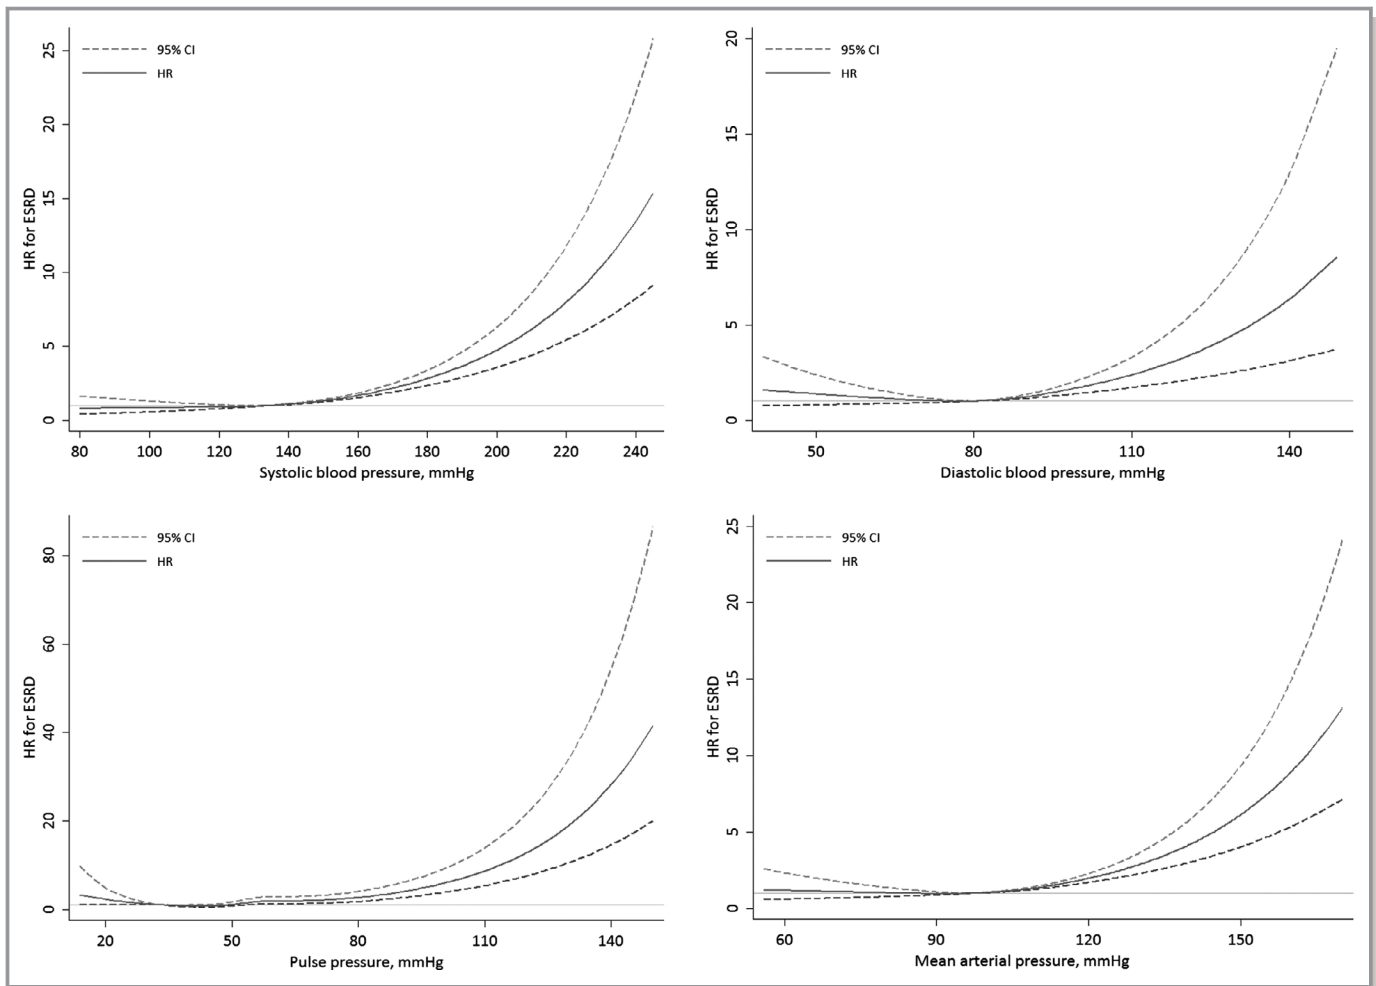 95% CI
HR
HR for ESRD
25
20
15
10
5
0
80 100 120 140 160 180 200 220 240
Systolic blood pressure, mmHg
95% CI
HR
HR for ESRD
20
15
10
5
0
50 80 110 140
Diastolic blood pressure, mmHg
95% CI
HR
HR for ESRD
80
60
40
20
0
20 50 80 110 140
Pulse pressure, mmHg
95% CI
HR
HR for ESRD
25
20
15
10
5
0
60 90 120 150
Mean arterial pressure, mmHg